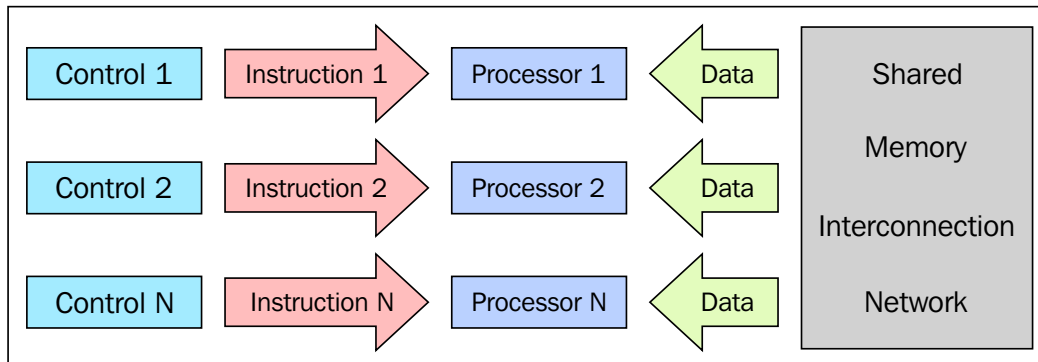 Control 1 Instruction 1 Processor 1 Data Shared
Memory
Control 2 Instruction 2 Processor 2 Data
Interconnection
Control N Instruction N Processor N Data Network